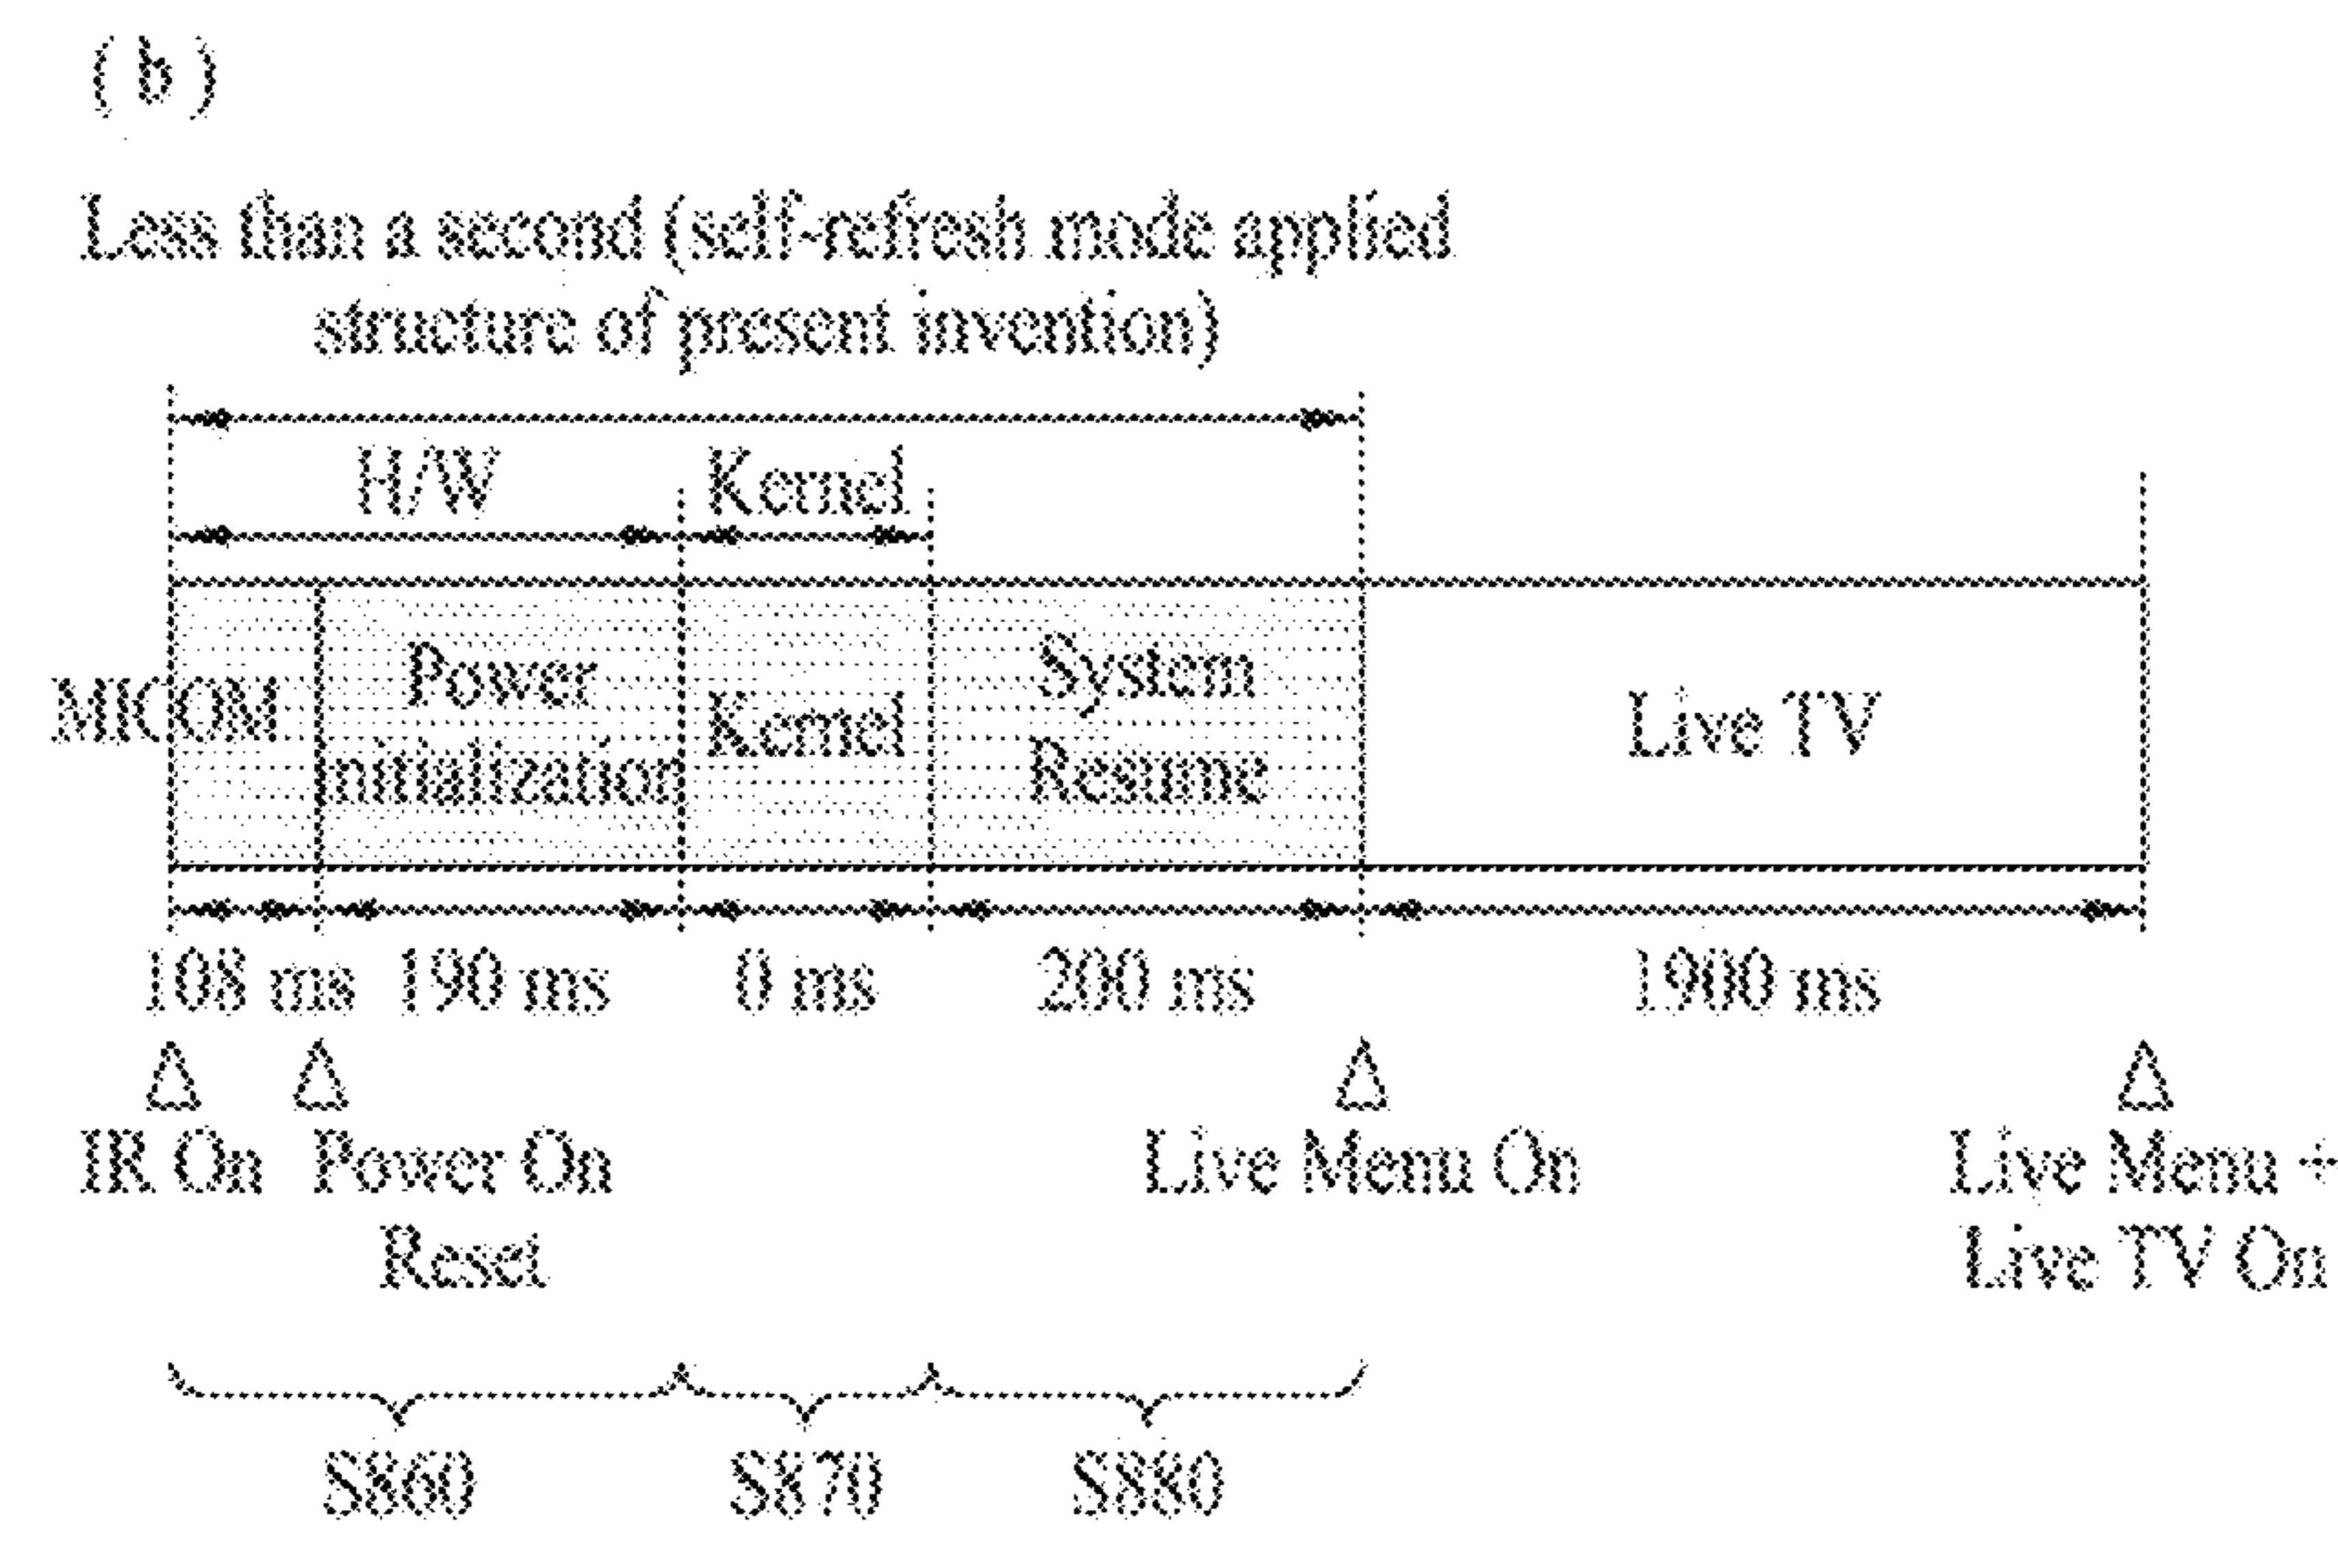 ( b )
Less than a second (self-refresh mode applied
structure of present invention)
H/W Kernel
MICOM Power Initialization Kernel System Resume Live TV
108 ms 190 ms 0 ms 200 ms 1900 ms
IR On Power On Reset Live Menu On Live Menu + Live TV On
S860 S870 S880